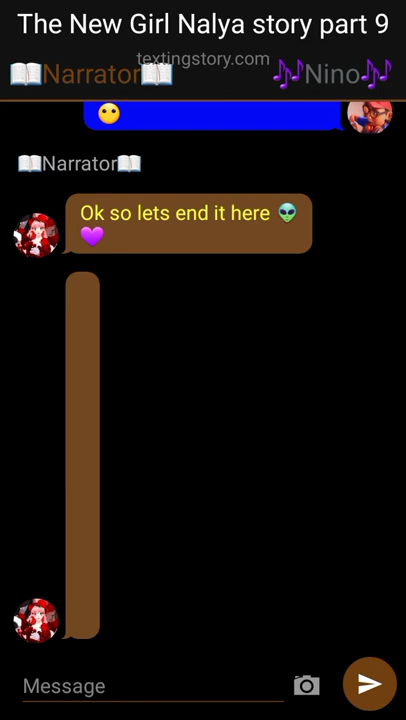 The New Girl Nalya story part 9
textingstory.com
📖Narrator📖 🎶Nino🎶
😶
📖Narrator📖
Ok so lets end it here 👽
💜
Message